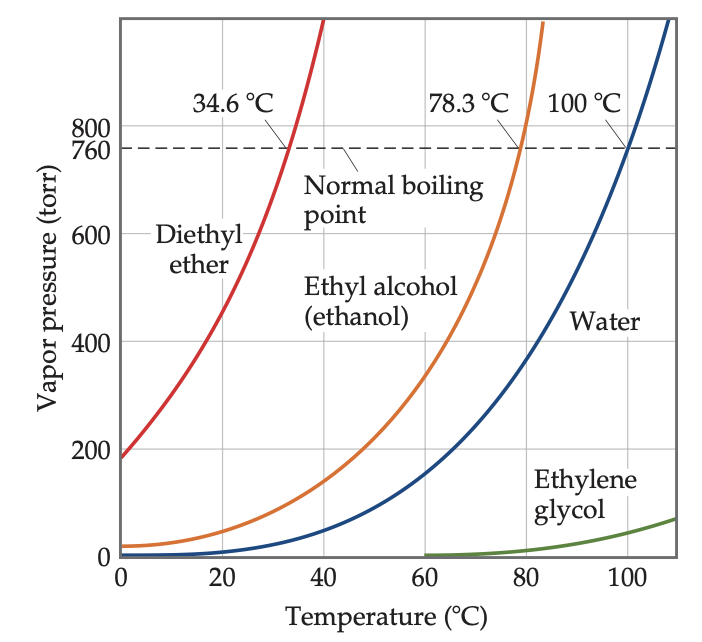 34.6 °C
78.3 °C
100 °C
800
760
Normal boiling
point
600
Diethyl
ether
Ethyl alcohol
(ethanol)
Water
400
200
Ethylene
glycol
0
Vapor pressure (torr)
0
20
40
60
80
100
Temperature (°C)